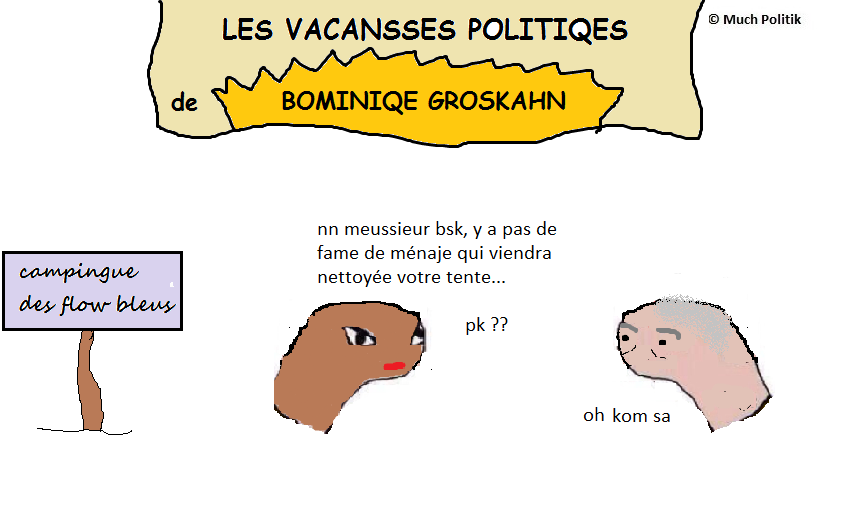 LES VACANSSES POLITIQES
© Much Politik
de
BOMINIQE GROSKAHN
nn meussieur bsk, y a pas de
fame de ménaje qui viendra
nettoyée votre tente...
campingue
des flow bleus
pk ??
oh kom sa